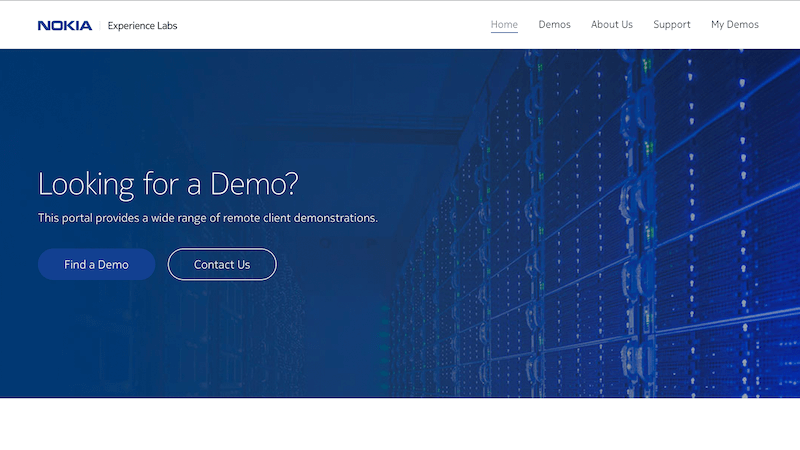 NOKIA Experience Labs
Home Demos About Us Support My Demos
Looking for a Demo?
This portal provides a wide range of remote client demonstrations.
Find a Demo Contact Us